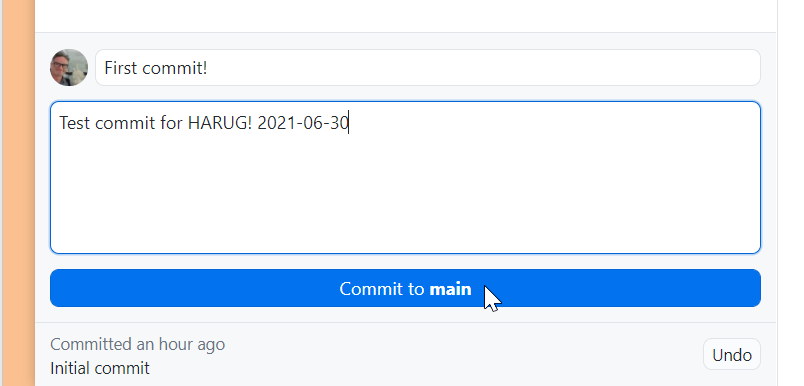 First commit!
Test commit for HARUG! 2021-06-30
Commit to main
Committed an hour ago
Undo
Initial commit